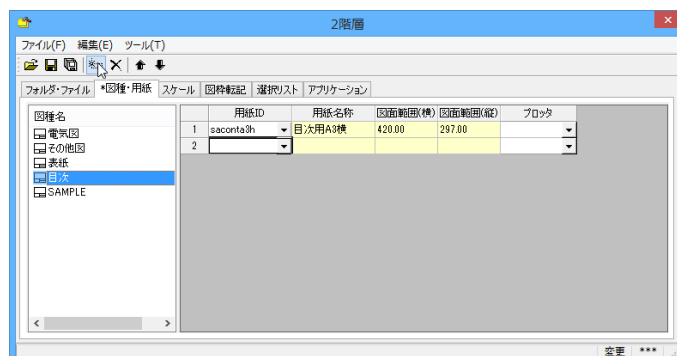 2階層
ファイル(F) 編集(E) ツール(T)
フォルダ・ファイル *図種・用紙 スケール 図枠転記 選択リスト アプリケーション
図種名
電気図
その他図
表紙
目次
SAMPLE
用紙ID 用紙名称 図面範囲(横) 図面範囲(縦) プロッタ
1 saconta3h 目次用A3横 420.00 297.00
2
変更 ***